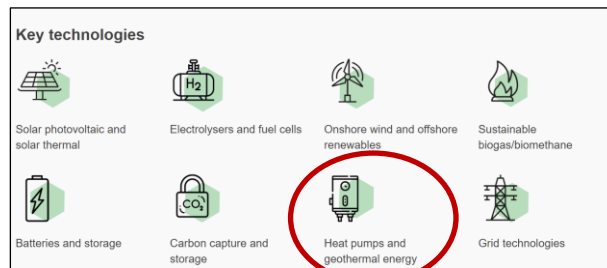 Key technologies
H2
Solar photovoltaic and
solar thermal
Electrolysers and fuel cells
Onshore wind and offshore
renewables
Sustainable
biogas/biomethane
CO2
Batteries and storage
Carbon capture and
storage
Heat pumps and
geothermal energy
Grid technologies